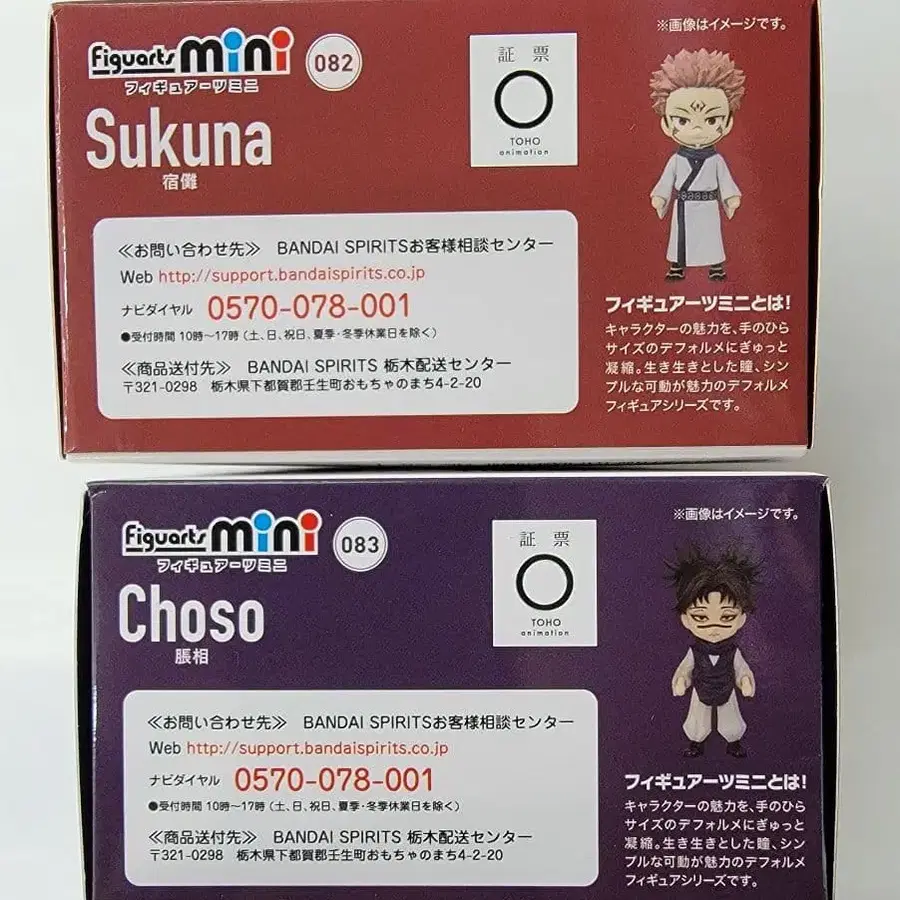 Figuarts mini
フィギュアーツミニ
082
Sukuna
宿儺
証票
TOHO
animation
※画像はイメージです。
≪お問い合わせ先≫ BANDAI SPIRITSお客様相談センター
Web http://support.bandaispirits.co.jp
ナビダイヤル 0570-078-001
●受付時間 10時〜17時 (土、日、祝日、夏季・冬季休業日を除く)
≪商品送付先≫ BANDAI SPIRITS 栃木配送センター
〒321-0298 栃木県下都賀郡壬生町おもちゃのまち4-2-20
フィギュアーツミニとは!
キャラクターの魅力を、手のひら
サイズのデフォルメにぎゅっと
凝縮。生き生きとした瞳、シン
プルな可動が魅力のデフォルメ
フィギュアシリーズです。
Figuarts mini
フィギュアーツミニ
083
Choso
脹相
証票
TOHO
animation
※画像はイメージです。
≪お問い合わせ先≫ BANDAI SPIRITSお客様相談センター
Web http://support.bandaispirits.co.jp
ナビダイヤル 0570-078-001
●受付時間 10時〜17時 (土、日、祝日、夏季・冬季休業日を除く)
≪商品送付先≫ BANDAI SPIRITS 栃木配送センター
〒321-0298 栃木県下都賀郡壬生町おもちゃのまち4-2-20
フィギュアーツミニとは!
キャラクターの魅力を、手のひら
サイズのデフォルメにぎゅっと
凝縮。生き生きとした瞳、シン
プルな可動が魅力のデフォルメ
フィギュアシリーズです。